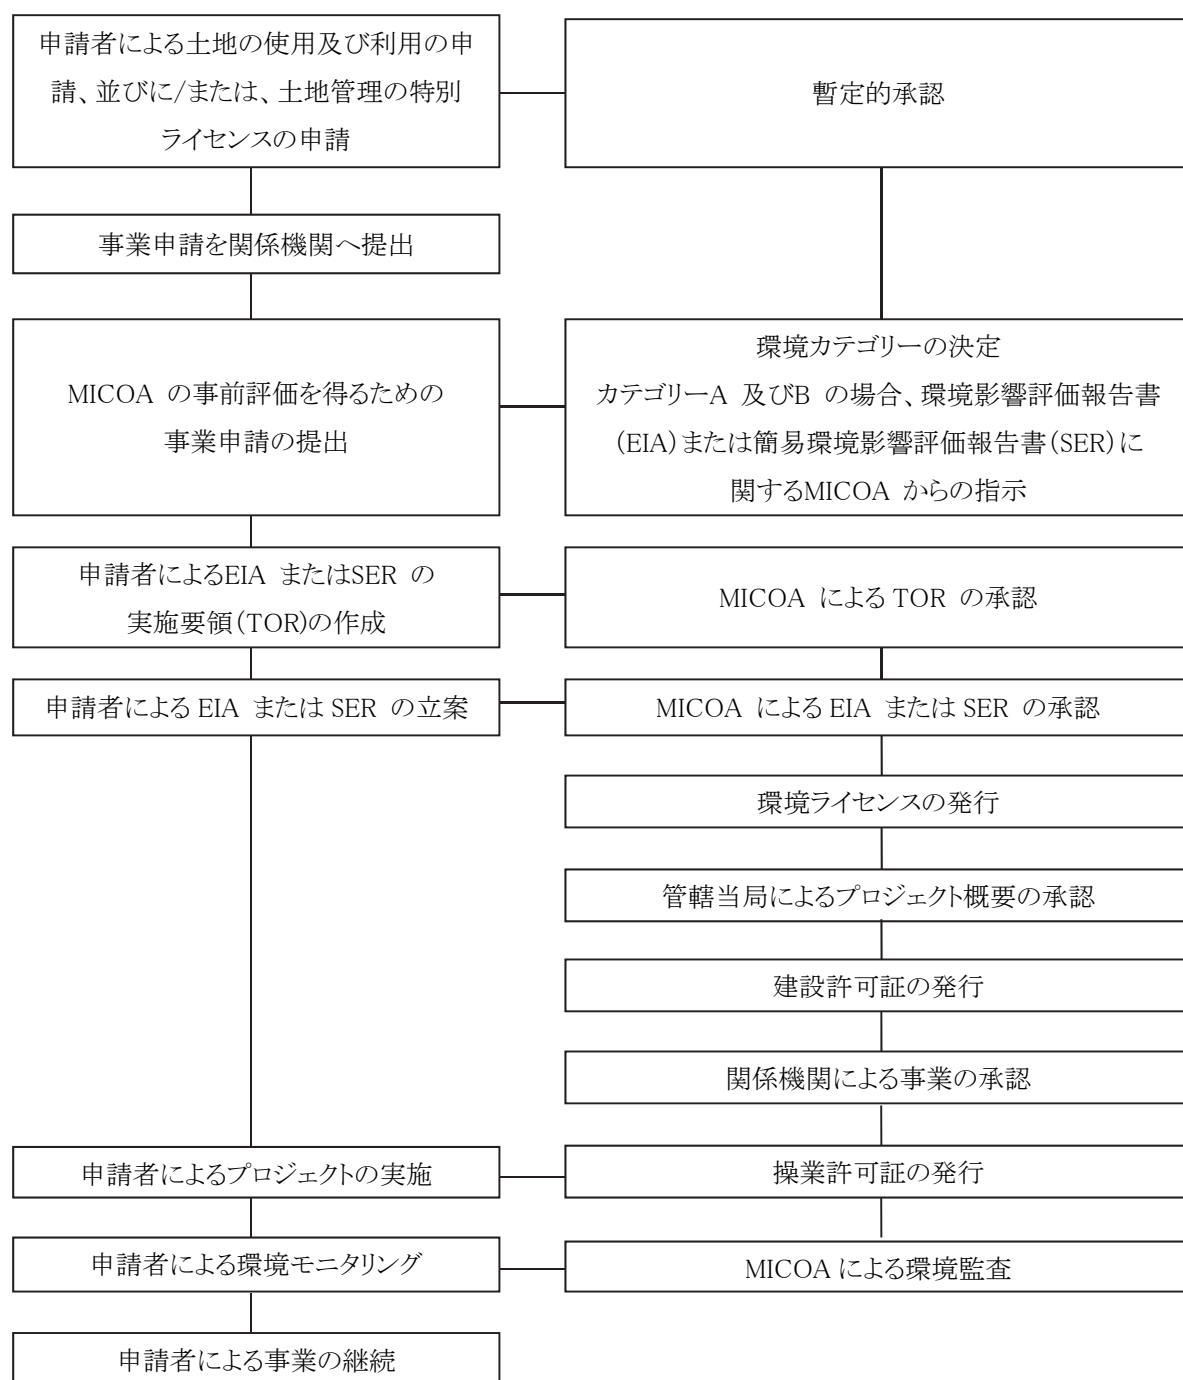 申請者による土地の使用及び利用の申
請、並びに/または、土地管理の特別
ライセンスの申請
暫定的承認
事業申請を関係機関へ提出
MICOA の事前評価を得るための
事業申請の提出
環境カテゴリーの決定
カテゴリーA 及びB の場合、環境影響評価報告書
(EIA)または簡易環境影響評価報告書(SER)に
関するMICOA からの指示
申請者によるEIA またはSER の
実施要領(TOR)の作成
MICOA による TOR の承認
申請者による EIA または SER の立案
MICOA による EIA または SER の承認
環境ライセンスの発行
管轄当局によるプロジェクト概要の承認
建設許可証の発行
関係機関による事業の承認
申請者によるプロジェクトの実施
操業許可証の発行
申請者による環境モニタリング
MICOA による環境監査
申請者による事業の継続